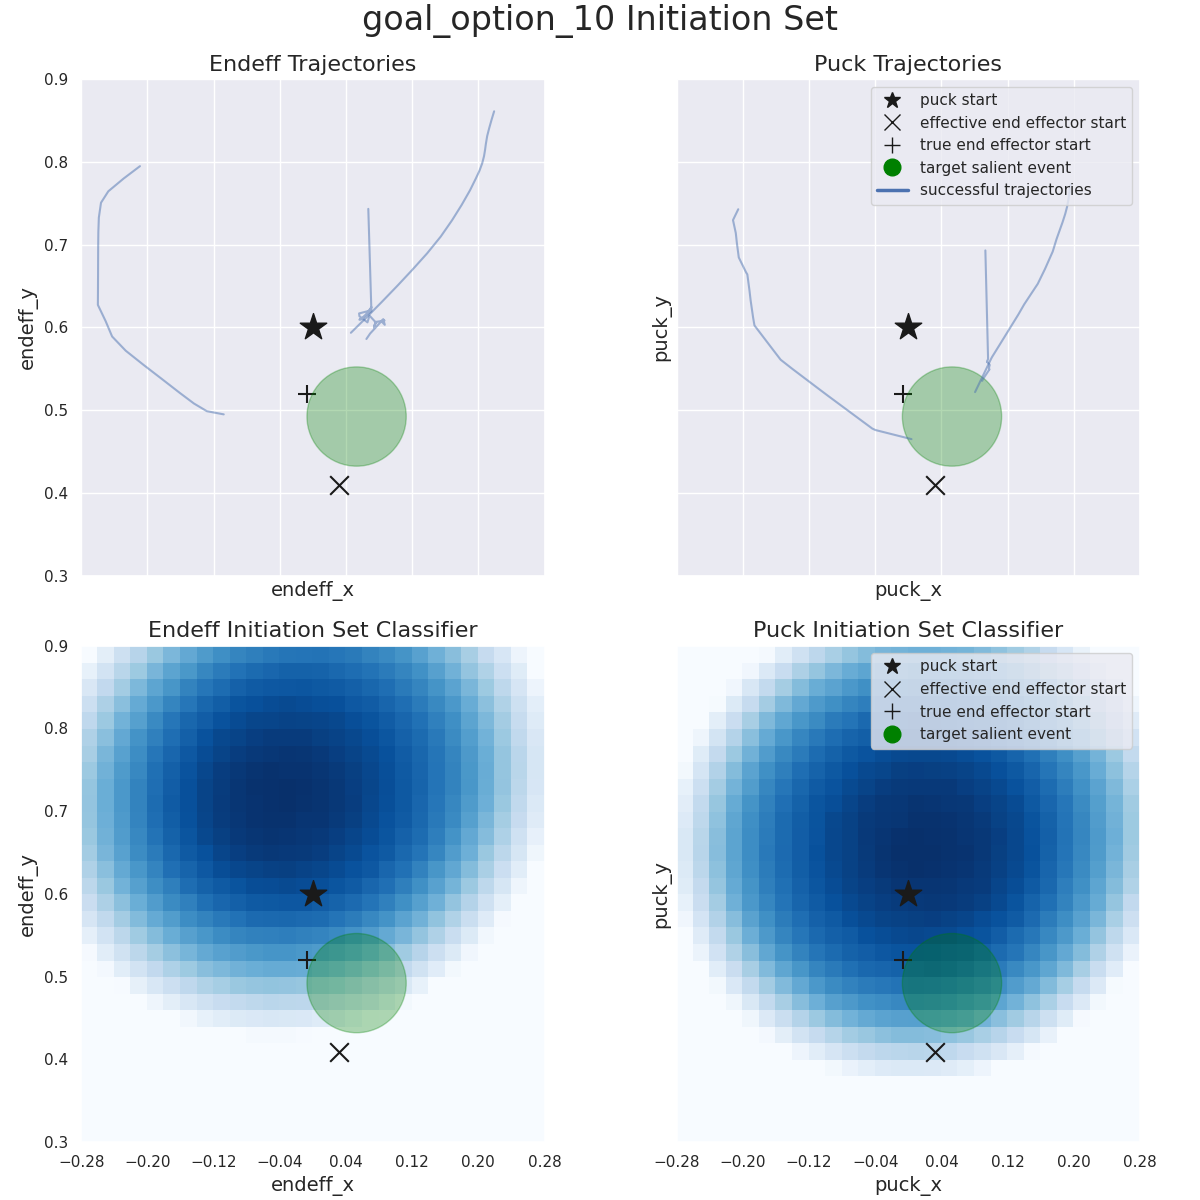 goal_option_10 Initiation Set
Endeff Trajectories
0.9
0.8
0.7
0.6
0.5
0.4
0.3
endeff_y
endeff_x
Puck Trajectories
puck start
effective end effector start
true end effector start
target salient event
successful trajectories
puck_y
puck_x
Endeff Initiation Set Classifier
0.9
0.8
0.7
0.6
0.5
0.4
0.3
endeff_y
−0.28 −0.20 −0.12 −0.04 0.04 0.12 0.20 0.28
endeff_x
Puck Initiation Set Classifier
puck start
effective end effector start
true end effector start
target salient event
puck_y
−0.28 −0.20 −0.12 −0.04 0.04 0.12 0.20 0.28
puck_x